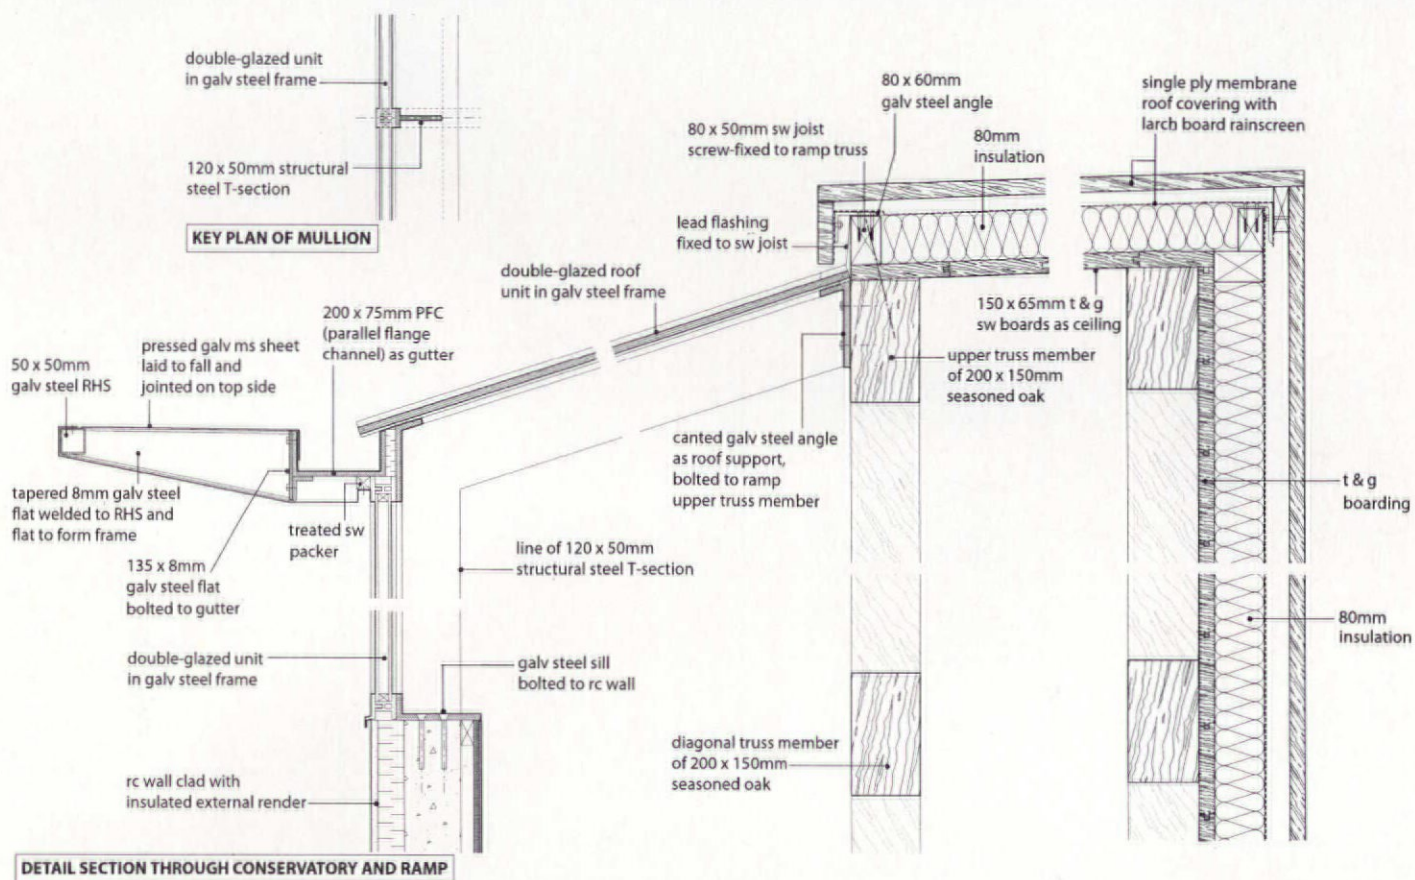 double-glazed unit
in galv steel frame
120 x 50mm structural
steel T-section
KEY PLAN OF MULLION
80 x 60mm
galv steel angle
80 x 50mm sw joist
screw-fixed to ramp truss
80mm
insulation
single ply membrane
roof covering with
larch board rainscreen
lead flashing
fixed to sw joist
double-glazed roof
unit in galv steel frame
200 x 75mm PFC
(parallel flange
channel) as gutter
pressed galv ms sheet
laid to fall and
jointed on top side
50 x 50mm
galv steel RHS
150 x 65mm t & g
sw boards as ceiling
upper truss member
of 200 x 150mm
seasoned oak
canted galv steel angle
as roof support,
bolted to ramp
upper truss member
tapered 8mm galv steel
flat welded to RHS and
flat to form frame
treated sw
packer
135 x 8mm
galv steel flat
bolted to gutter
line of 120 x 50mm
structural steel T-section
t & g
boarding
80mm
insulation
double-glazed unit
in galv steel frame
galv steel sill
bolted to rc wall
diagonal truss member
of 200 x 150mm
seasoned oak
rc wall clad with
insulated external render
DETAIL SECTION THROUGH CONSERVATORY AND RAMP